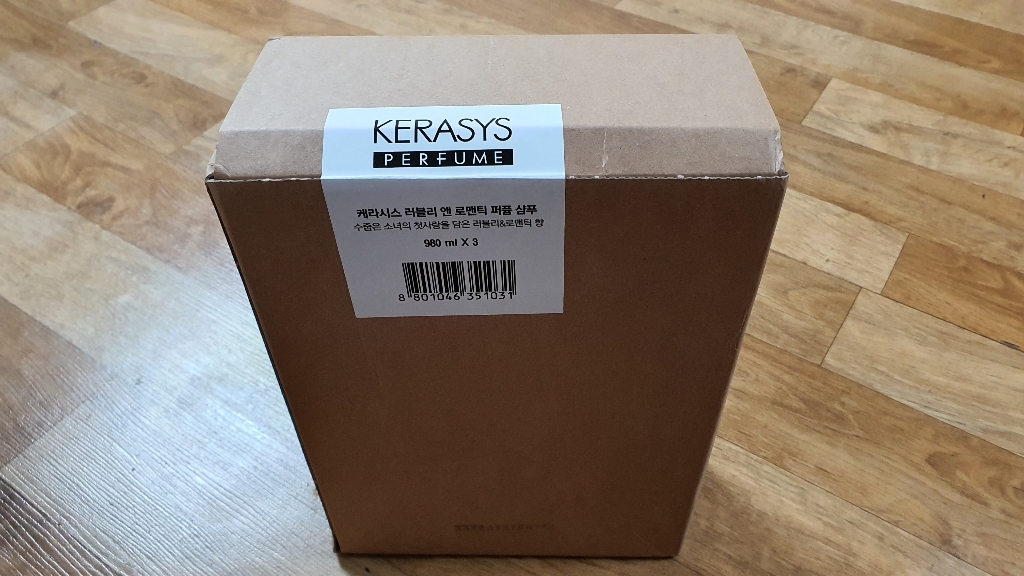 KERASYS
PERFUME
케라시스 러블리 앤 로맨틱 퍼퓸 샴푸
수줍은 소녀의 첫사랑을 담은 러블리&로맨틱 향
980 ml X 3
8 801046 351031